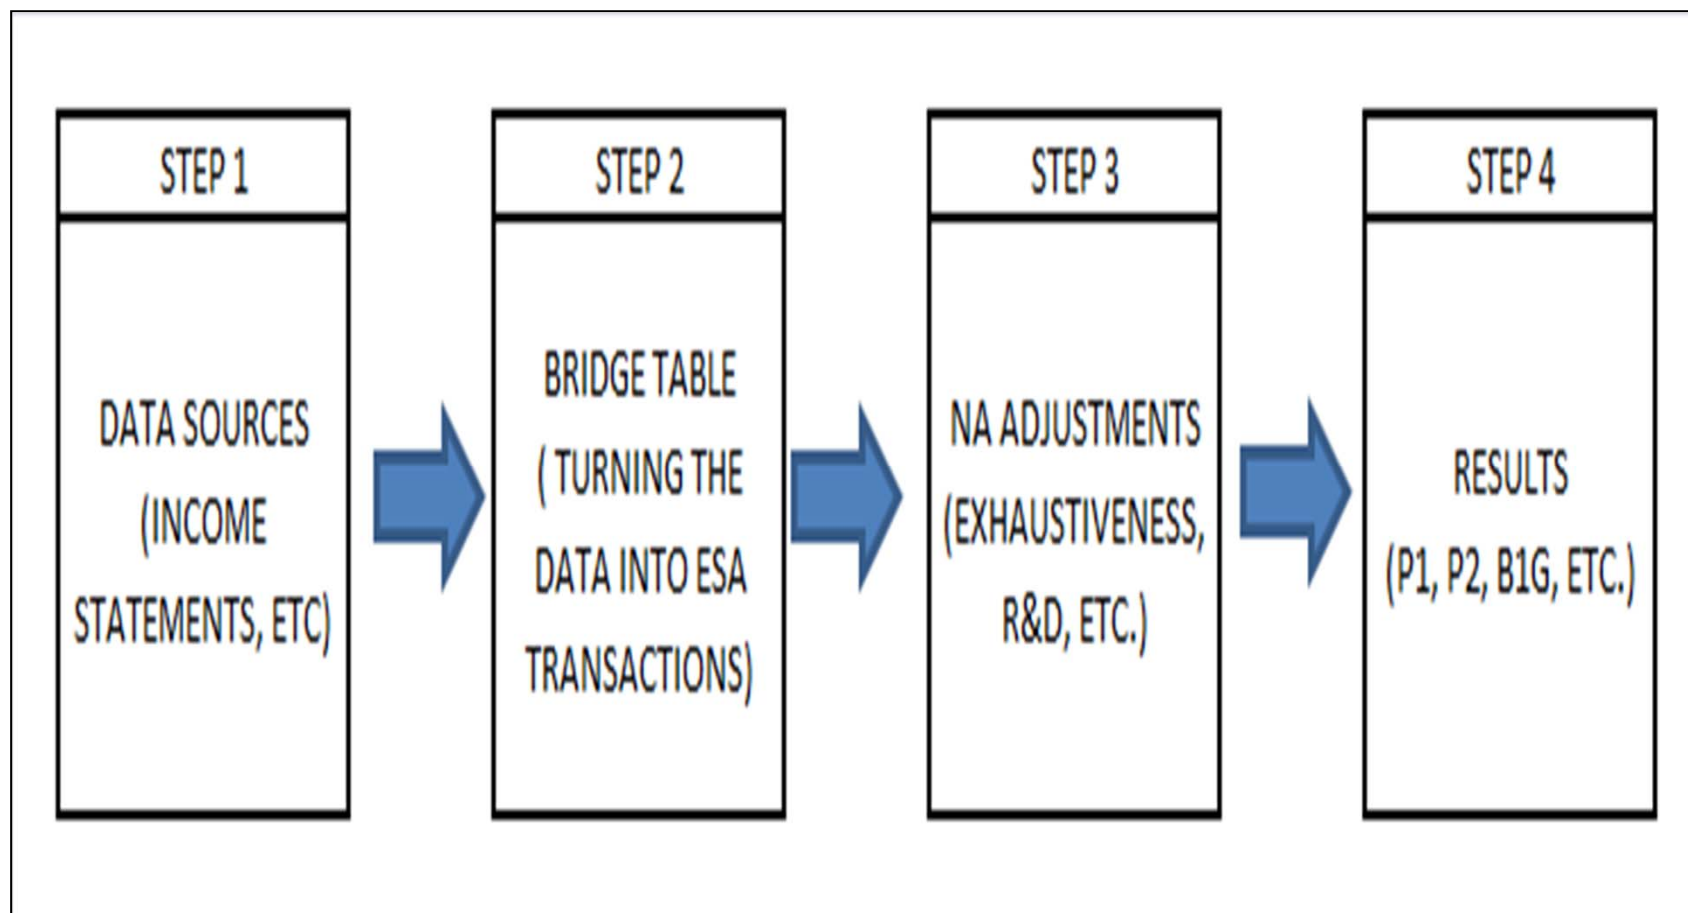 STEP 1
DATA SOURCES
(INCOME
STATEMENTS, ETC)
STEP 2
BRIDGE TABLE
( TURNING THE
DATA INTO ESA
TRANSACTIONS)
STEP 3
NA ADJUSTMENTS
(EXHAUSTIVENESS,
R&D, ETC.)
STEP 4
RESULTS
(P1, P2, B1G, ETC.)